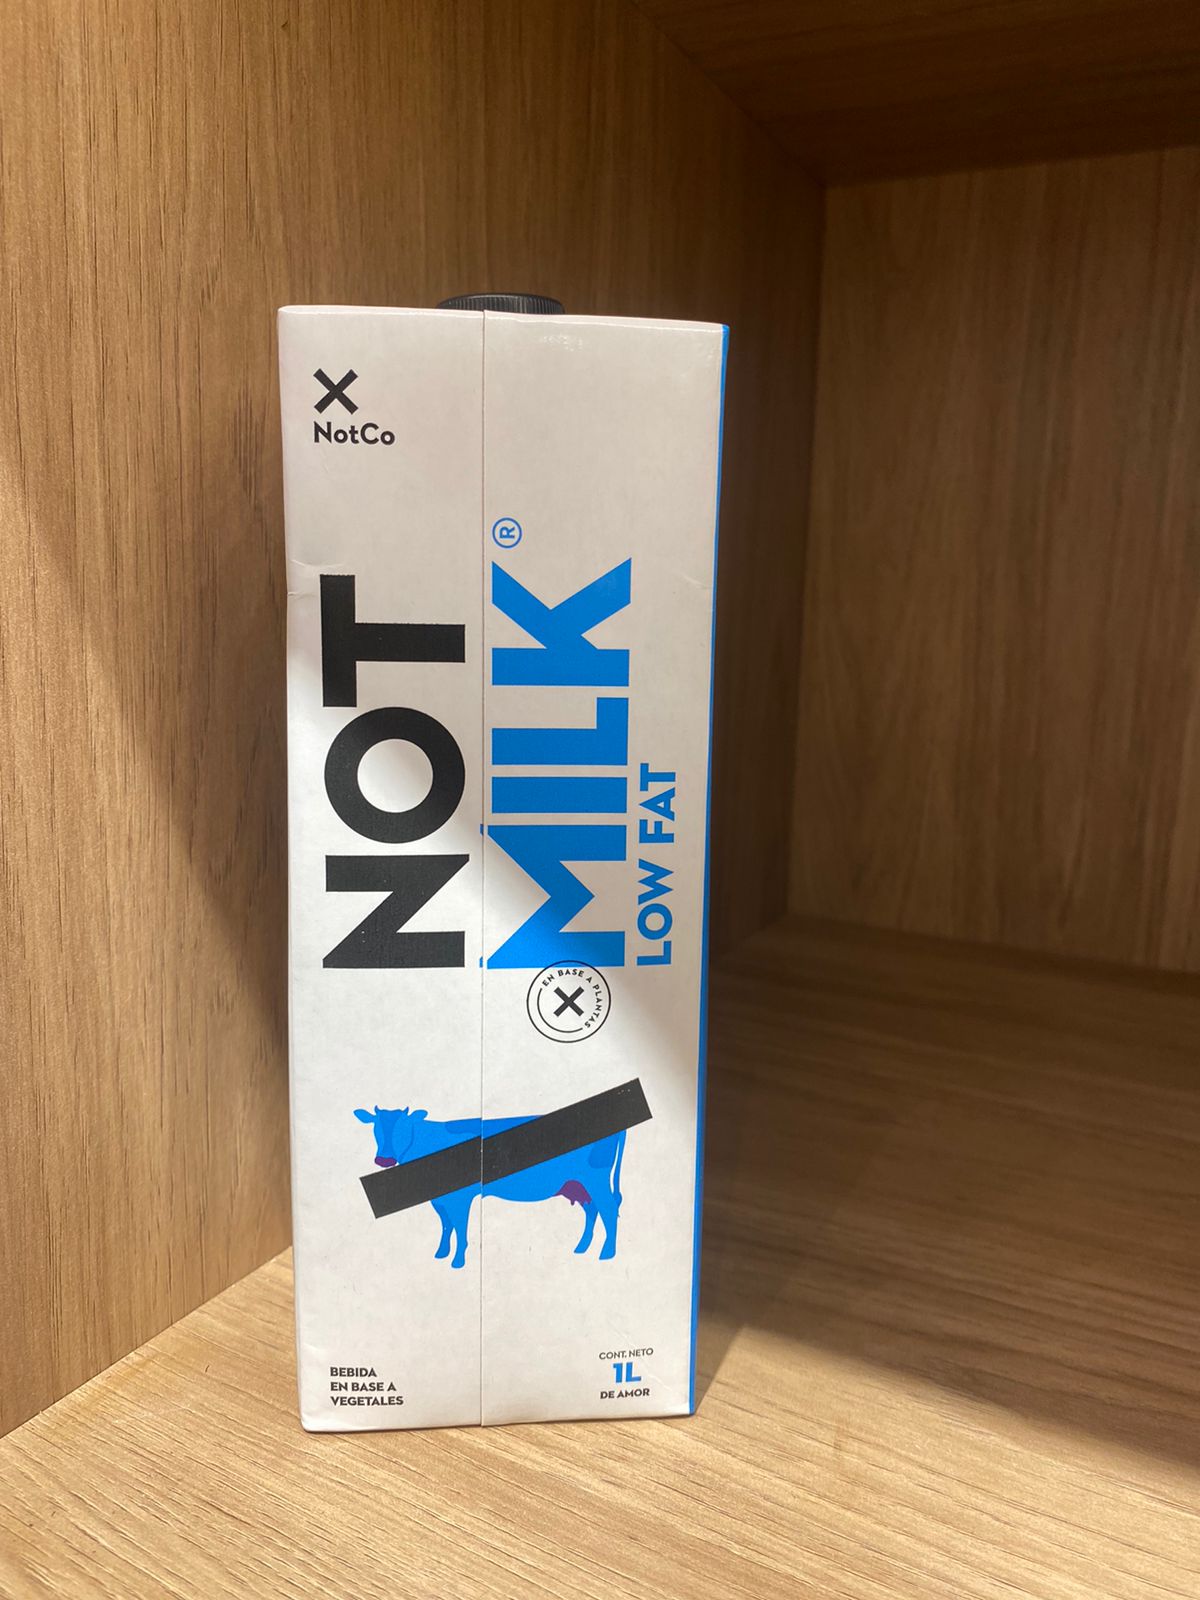 X
NotCo
NOT
MILK®
LOW FAT
EN BASE A PLANTAS
X
BEBIDA
EN BASE A
VEGETALES
CONT. NETO
1L
DE AMOR